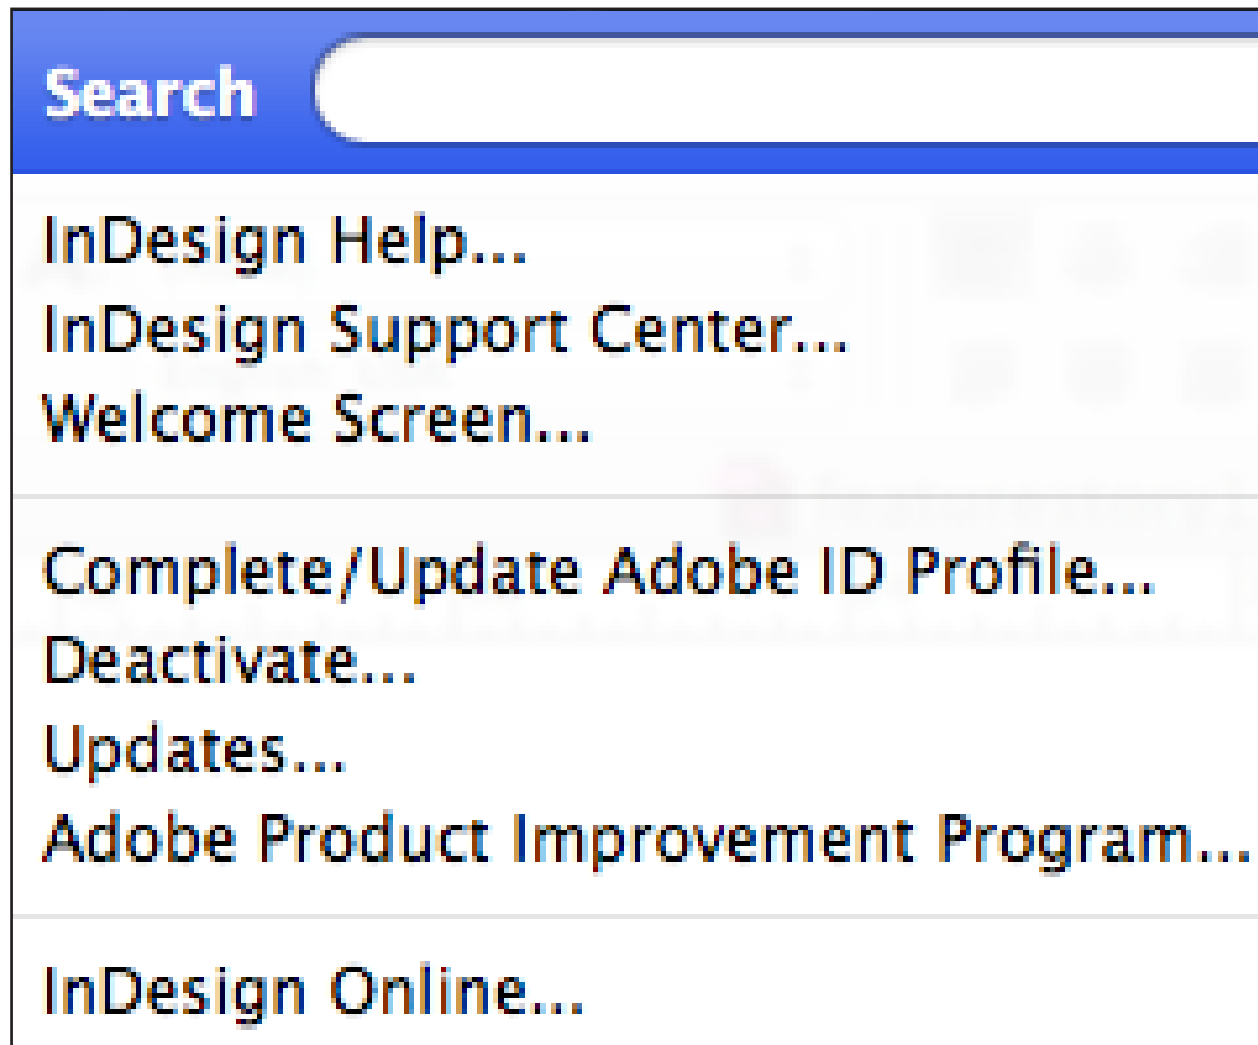 Search
InDesign Help...
InDesign Support Center...
Welcome Screen...
Complete/Update Adobe ID Profile...
Deactivate...
Updates...
Adobe Product Improvement Program...
InDesign Online...